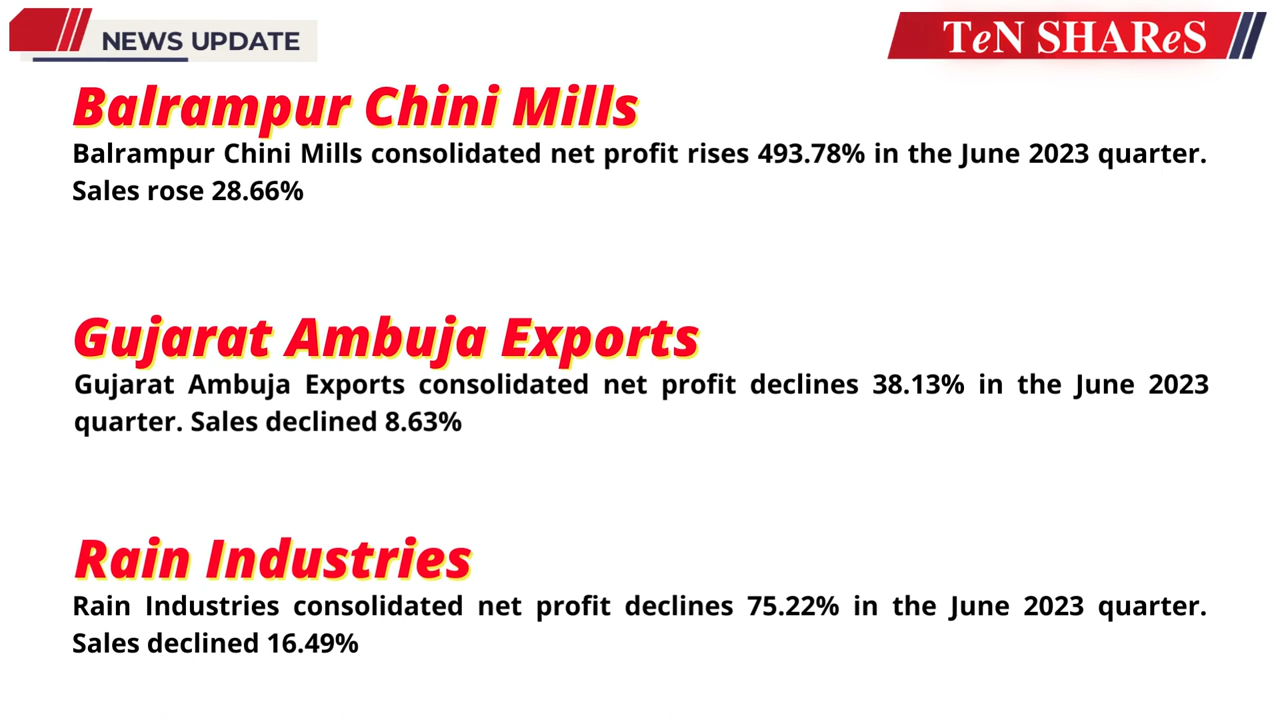 NEWS UPDATE
TeN SHAReS
Balrampur Chini Mills
Balrampur Chini Mills consolidated net profit rises 493.78% in the June 2023 quarter.
Sales rose 28.66%
Gujarat Ambuja Exports
Gujarat Ambuja Exports consolidated net profit declines 38.13% in the June 2023
quarter. Sales declined 8.63%
Rain Industries
Rain Industries consolidated net profit declines 75.22% in the June 2023 quarter.
Sales declined 16.49%